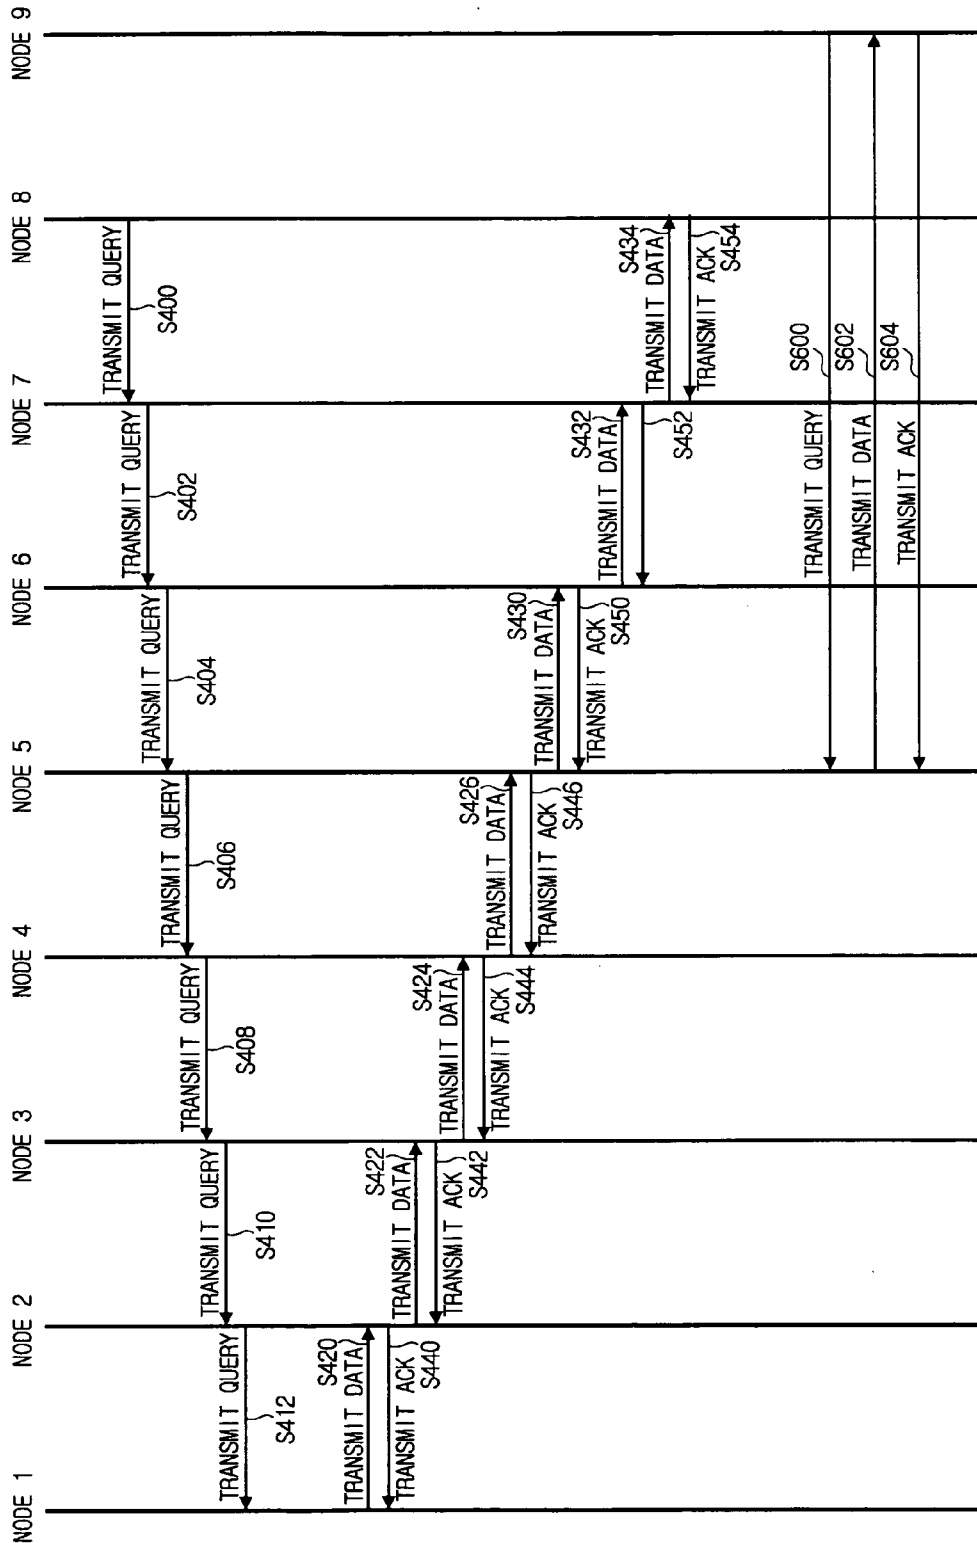 NODE 1
NODE 2
NODE 3
NODE 4
NODE 5
NODE 6
NODE 7
NODE 8
NODE 9
TRANSMIT QUERY
S400
TRANSMIT QUERY
S402
TRANSMIT QUERY
S404
TRANSMIT QUERY
S406
TRANSMIT QUERY
S408
TRANSMIT QUERY
S410
TRANSMIT QUERY
S412
TRANSMIT DATA
S420
TRANSMIT ACK
S440
TRANSMIT DATA
S422
TRANSMIT ACK
S442
TRANSMIT DATA
S424
TRANSMIT ACK
S444
TRANSMIT DATA
S426
TRANSMIT ACK
S446
TRANSMIT DATA
S430
TRANSMIT ACK
S450
TRANSMIT DATA
S432
S452
TRANSMIT DATA
S434
TRANSMIT ACK
S454
TRANSMIT QUERY
S600
TRANSMIT DATA
S602
TRANSMIT ACK
S604